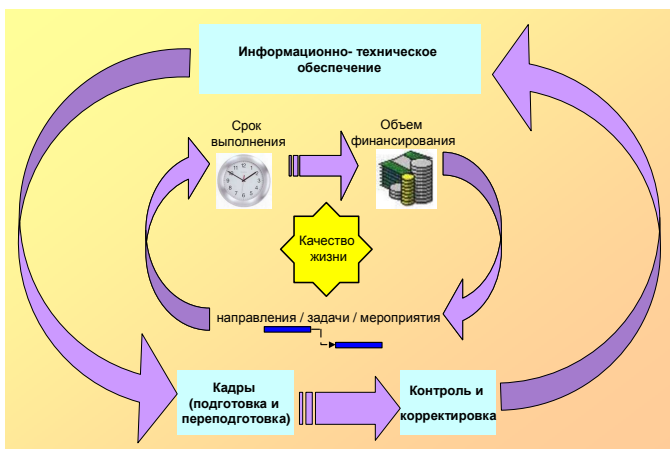 Информационно- техническое
обеспечение
Срок
выполнения
Объем
финансирования
Качество
жизни
направления / задачи / мероприятия
Кадры
(подготовка и
переподготовка)
Контроль и
корректировка